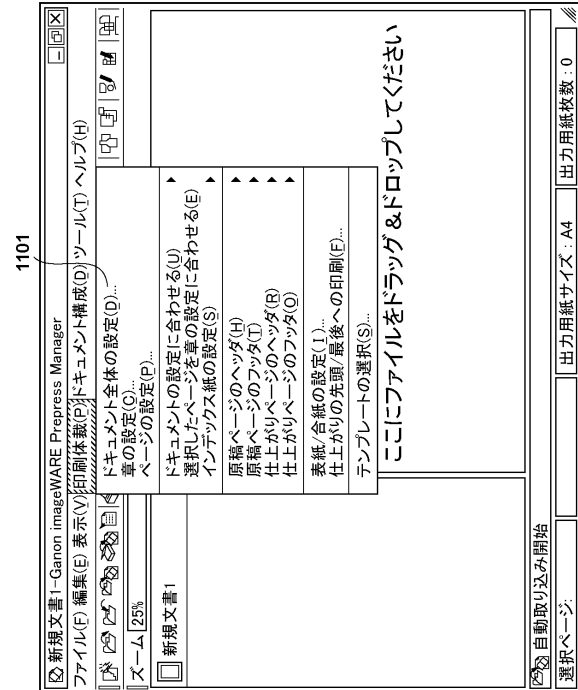 1101
新規文書1-Ganon imageWARE Prepress Manager
ファイル(F) 編集(E) 表示(V) 印刷体裁(P) ドキュメント構成(D) ツール(T) ヘルプ(H)
ドキュメント全体の設定(D)...
章の設定(C)...
ページの設定(P)...
ドキュメントの設定に合わせる(U)
選択したページを章の設定に合わせる(E)
インデックス紙の設定(S)
原稿ページのヘッダ(H)
原稿ページのフッタ(T)
仕上がりページのヘッダ(R)
仕上がりページのフッタ(O)
表紙/合紙の設定(I)...
仕上がりの先頭/最後への印刷(F)...
テンプレートの選択(S)...
ズーム 25%
新規文書1
ここにファイルをドラッグ&ドロップしてください
自動取り込み開始
選択ページ:
出力用紙サイズ : A4
出力用紙枚数 : 0